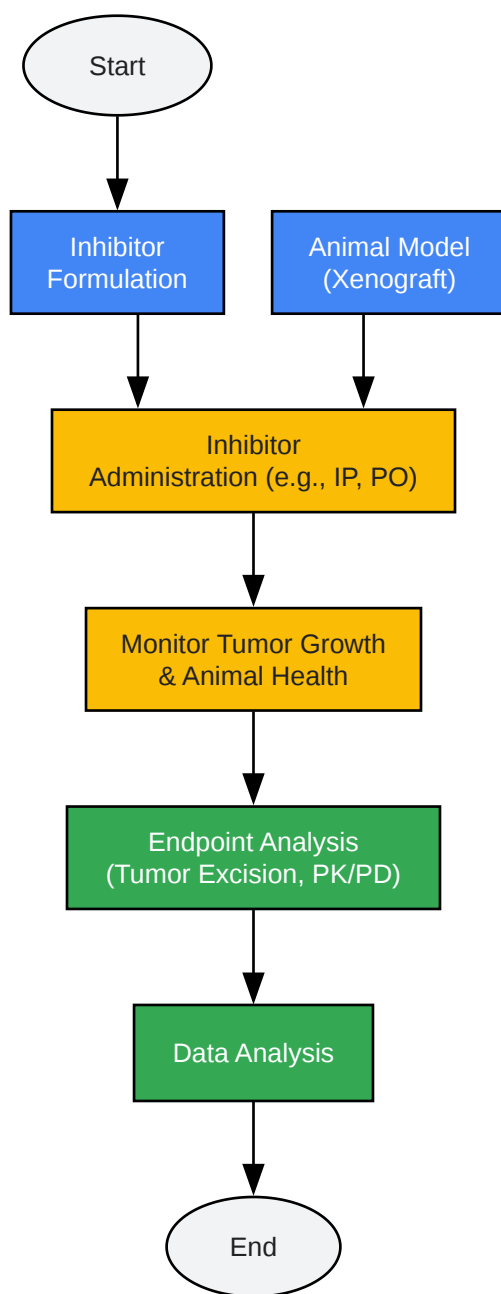 Start
Inhibitor
Formulation
Animal Model
(Xenograft)
Inhibitor
Administration (e.g., IP, PO)
Monitor Tumor Growth
& Animal Health
Endpoint Analysis
(Tumor Excision, PK/PD)
Data Analysis
End